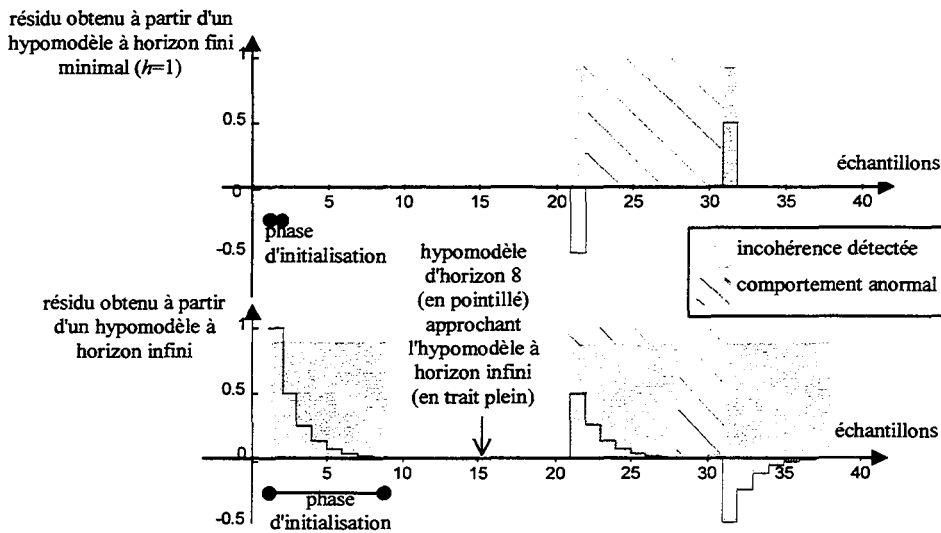 résidu obtenu à partir d'un
hypomodèle à horizon fini
minimal (h=1)
1
0.5
0
-0.5
5
10
15
20
25
30
35
40
échantillons
phase
d'initialisation
hypomodèle
d'horizon 8
(en pointillé)
approchant
l'hypomodèle à
horizon infini
(en trait plein)
incohérence détectée
comportement anormal
résidu obtenu à partir
d'un hypomodèle à
horizon infini
1
0.5
0
-0.5
5
10
15
20
25
30
35
40
échantillons
phase
d'initialisation